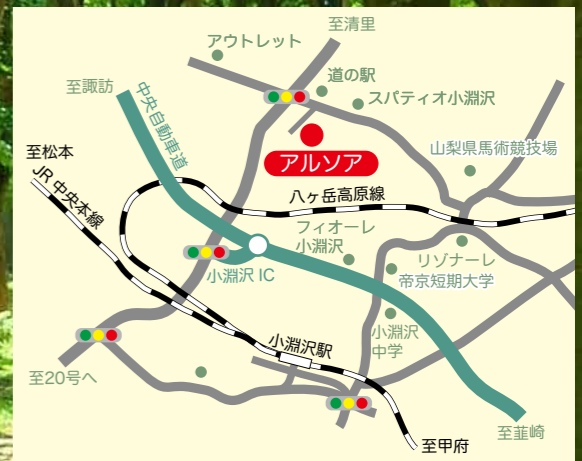 至清里
アウトレット
道の駅
至諏訪
中央自動車道
スパティオ小淵沢
アルソア
山梨県馬術競技場
至松本
JR中央本線
八ヶ岳高原線
フィオーレ
小淵沢
リゾナーレ
小淵沢 IC
帝京短期大学
小淵沢
中学
小淵沢駅
至20号へ
至韮崎
至甲府